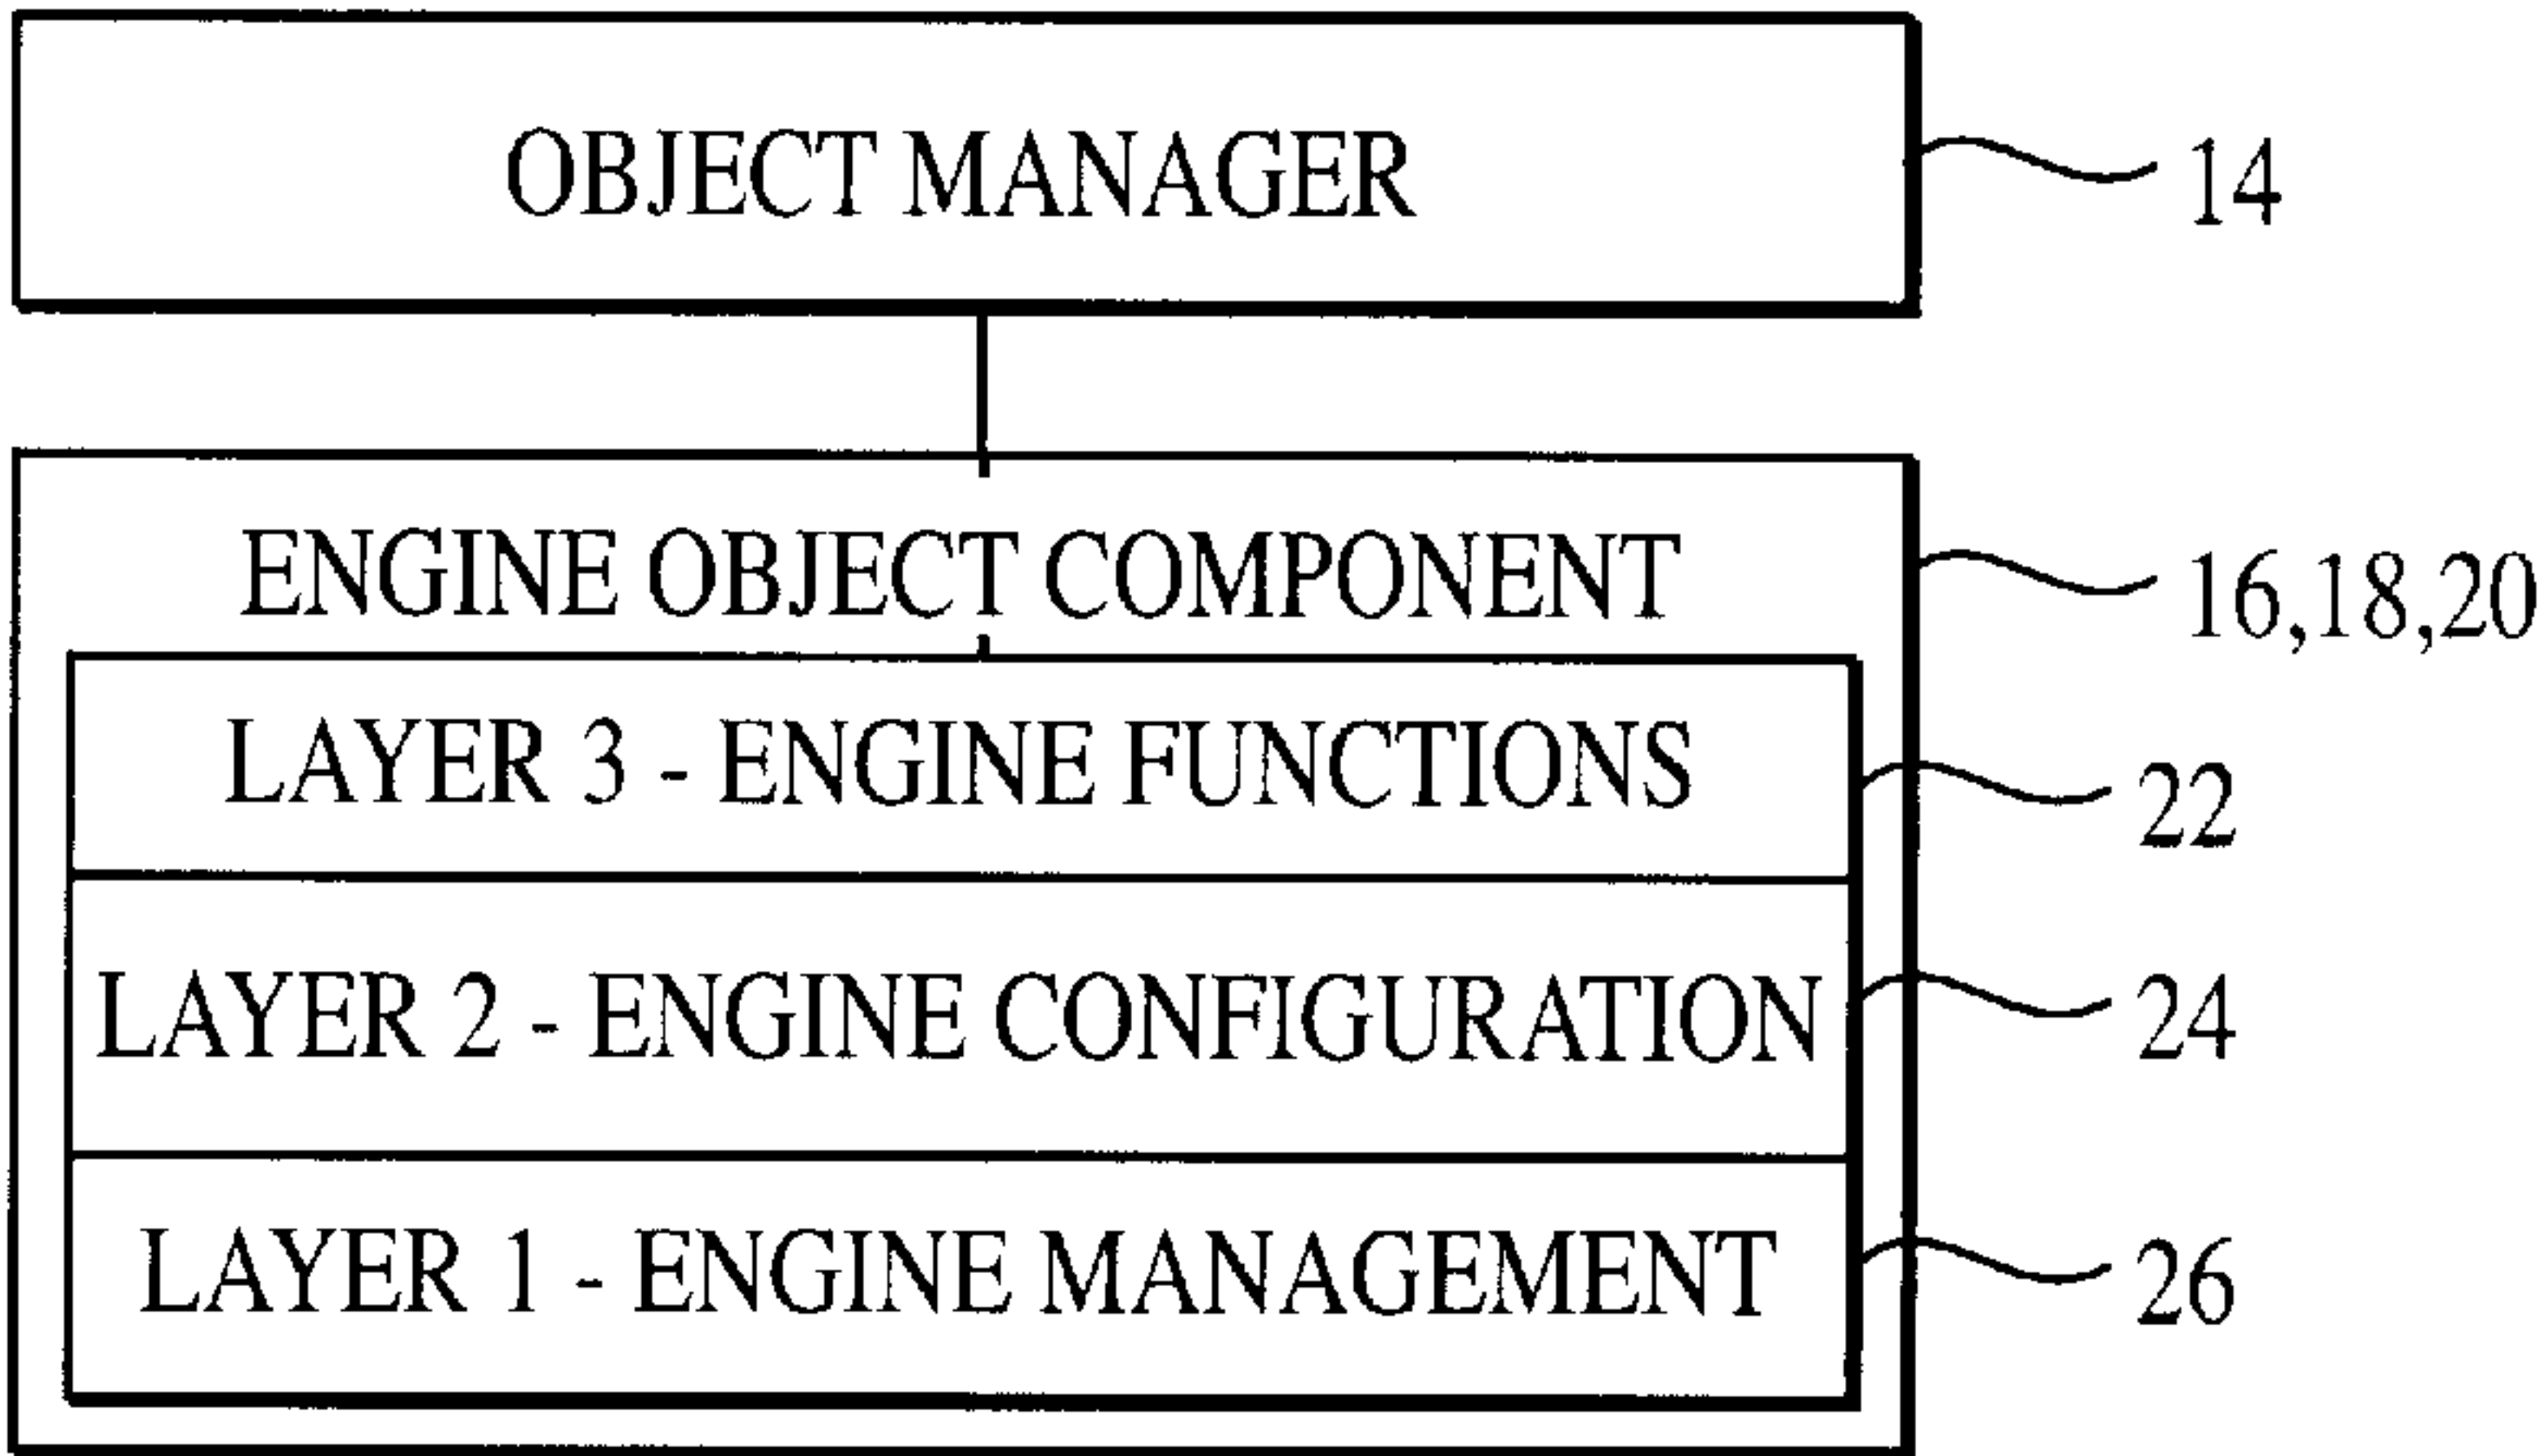 OBJECT MANAGER
14
ENGINE OBJECT COMPONENT
16,18,20
LAYER 3 - ENGINE FUNCTIONS
22
LAYER 2 - ENGINE CONFIGURATION
24
LAYER 1 - ENGINE MANAGEMENT
26